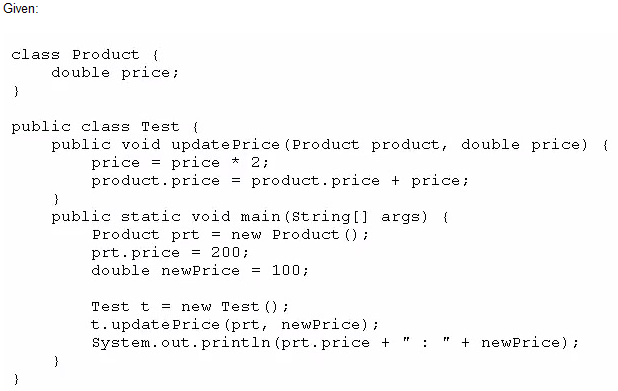 Given:
class Product {
    double price;
}
public class Test {
    public void updatePrice(Product product, double price) {
        price = price * 2;
        product.price = product.price + price;
    }
    public static void main(String[] args) {
        Product prt = new Product();
        prt.price = 200;
        double newPrice = 100;
        Test t = new Test();
        t.updatePrice(prt, newPrice);
        System.out.println(prt.price + " : " + newPrice);
    }
}